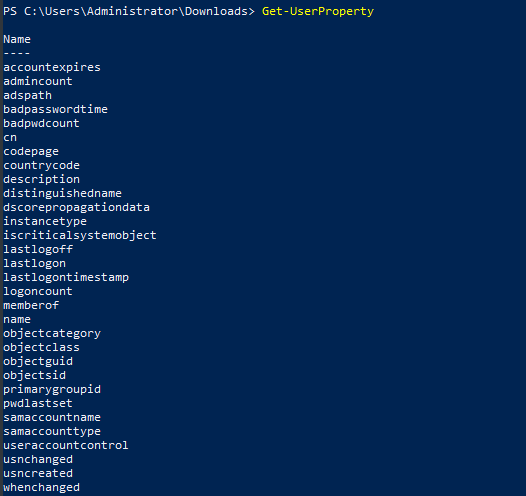 PS C:\Users\Administrator\Downloads> Get-UserProperty
Name
----
accountexpires
admincount
adspath
badpasswordtime
badpwdcount
cn
codepage
countrycode
description
distinguishedname
dscorepropagationdata
instancetype
iscriticalsystemobject
lastlogoff
lastlogon
lastlogontimestamp
logoncount
memberof
name
objectcategory
objectclass
objectguid
objectsid
primarygroupid
pwdlastset
samaccountname
samaccounttype
useraccountcontrol
usnchanged
usncreated
whenchanged